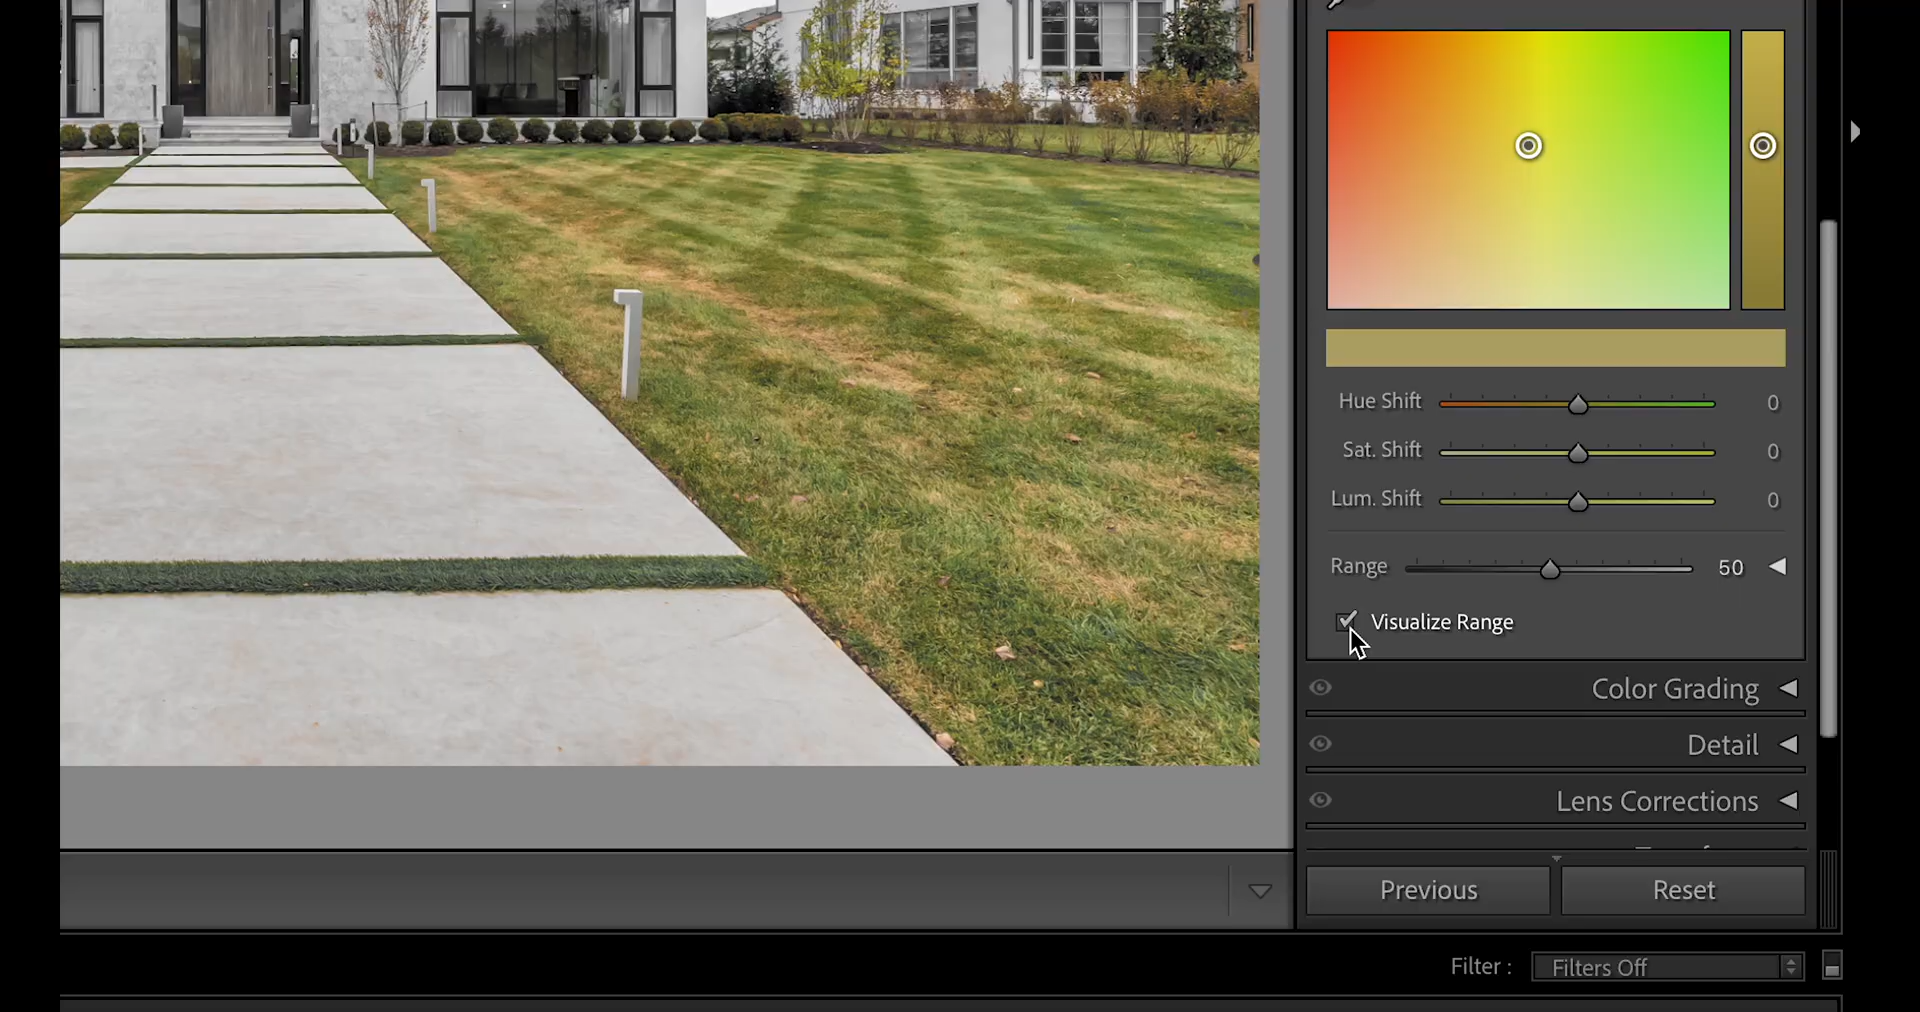 Hue Shift 0
Sat. Shift 0
Lum. Shift 0
Range 50
Visualize Range
Color Grading
Detail
Lens Corrections
Previous Reset
Filter : Filters Off